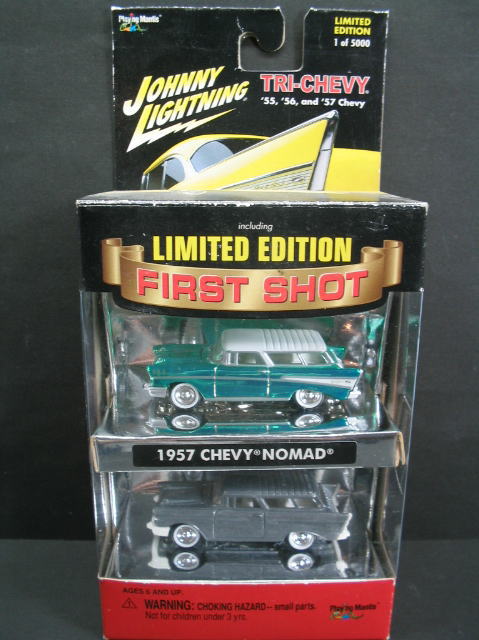 Playing Mantis
LIMITED
EDITION
1 of 5000
JOHNNY
LIGHTNING®
TRI-CHEVY®
'55, '56, and '57 Chevy
including
LIMITED EDITION
FIRST SHOT
1957 CHEVY® NOMAD®
AGES 6 AND UP.
WARNING: CHOKING HAZARD -- small parts.
Not for children under 3 yrs.
Playing Mantis